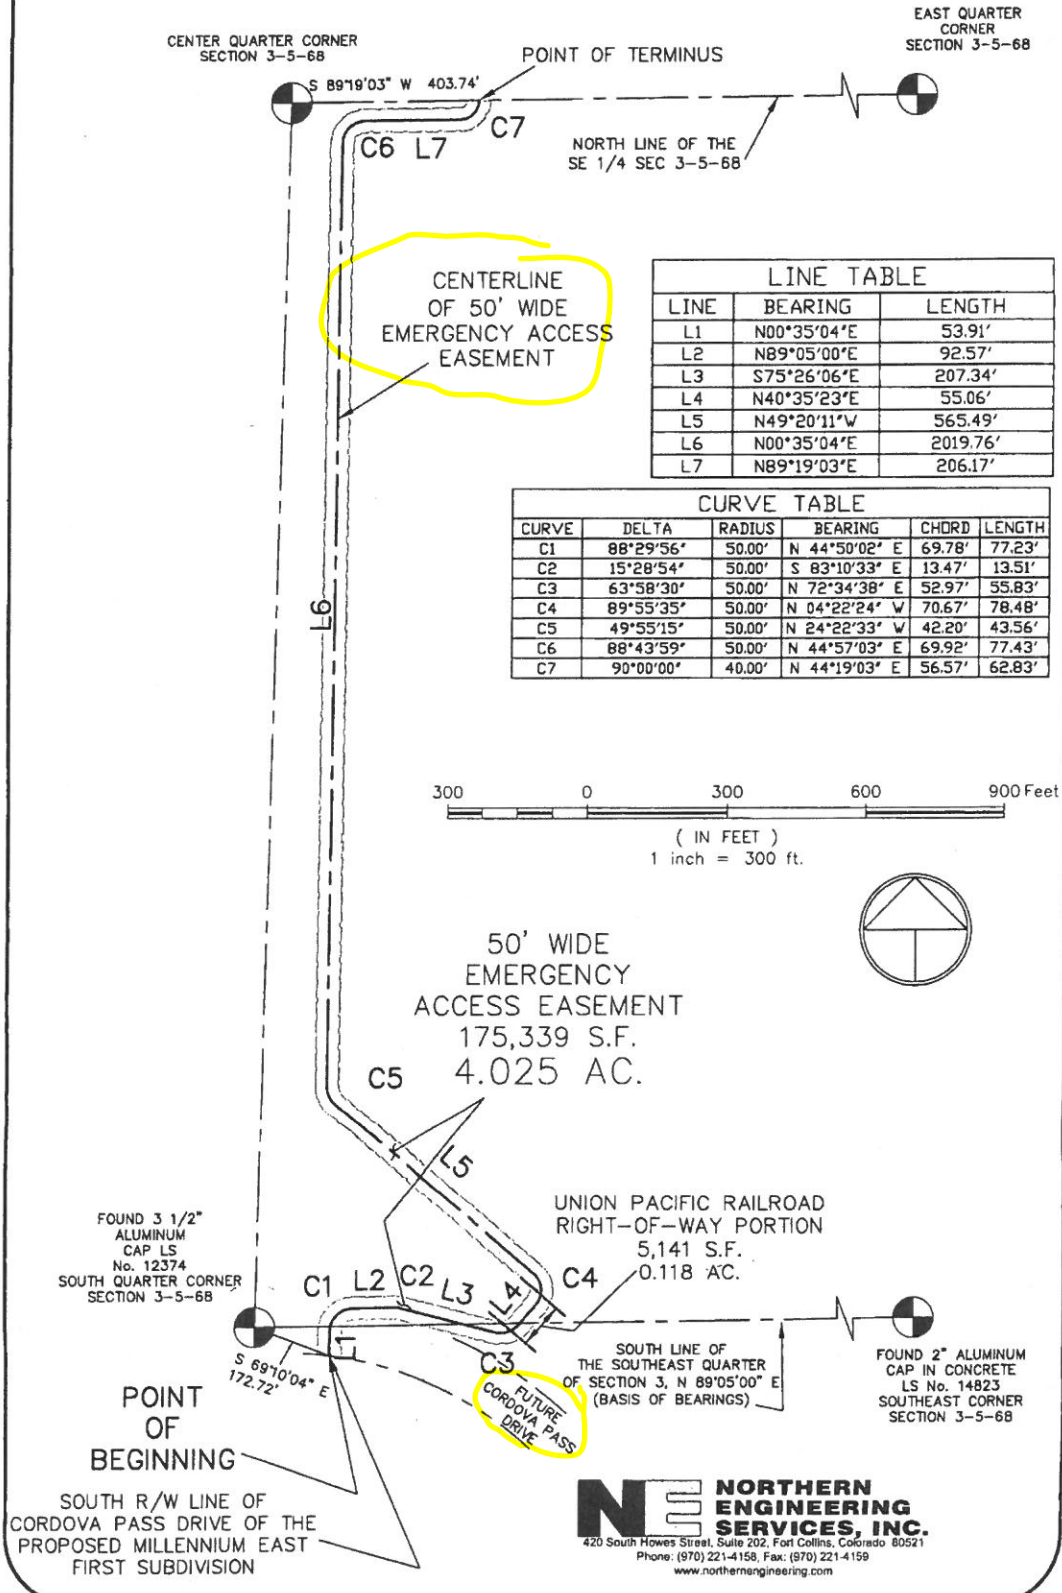 EAST QUARTER
CORNER
SECTION 3-5-68
CENTER QUARTER CORNER
SECTION 3-5-68
POINT OF TERMINUS
S 89°19'03" W 403.74'
C7
C6 L7
NORTH LINE OF THE
SE 1/4 SEC 3-5-68
CENTERLINE
OF 50' WIDE
EMERGENCY ACCESS
EASEMENT
LINE TABLE
LINE BEARING LENGTH
L1 N00°35'04"E 53.91'
L2 N89°05'00"E 92.57'
L3 S75°26'06"E 207.34'
L4 N40°35'23"E 55.06'
L5 N49°20'11"W 565.49'
L6 N00°35'04"E 2019.76'
L7 N89°19'03"E 206.17'
CURVE TABLE
CURVE DELTA RADIUS BEARING CHORD LENGTH
C1 88°29'56" 50.00' N 44°50'02" E 69.78' 77.23'
C2 15°28'54" 50.00' S 83°10'33" E 13.47' 13.51'
C3 63°58'30" 50.00' N 72°34'38" E 52.97' 55.83'
C4 89°55'35" 50.00' N 04°22'24" W 70.67' 78.48'
C5 49°55'15" 50.00' N 24°22'33" W 42.20' 43.56'
C6 88°43'59" 50.00' N 44°57'03" E 69.92' 77.43'
C7 90°00'00" 40.00' N 44°19'03" E 56.57' 62.83'
L6
300 0 300 600 900 Feet
( IN FEET )
1 inch = 300 ft.
50' WIDE
EMERGENCY
ACCESS EASEMENT
175,339 S.F.
4.025 AC.
C5
L5
UNION PACIFIC RAILROAD
RIGHT-OF-WAY PORTION
5,141 S.F.
0.118 AC.
FOUND 3 1/2"
ALUMINUM
CAP LS
No. 12374
SOUTH QUARTER CORNER
SECTION 3-5-68
C1 L2 C2 L3 L4 C4
L1
C3
S 69°10'04" E
172.72'
SOUTH LINE OF
THE SOUTHEAST QUARTER
OF SECTION 3, N 89°05'00" E
(BASIS OF BEARINGS)
FOUND 2" ALUMINUM
CAP IN CONCRETE
LS No. 14823
SOUTHEAST CORNER
SECTION 3-5-68
FUTURE
CORDOVA PASS
DRIVE
POINT
OF
BEGINNING
SOUTH R/W LINE OF
CORDOVA PASS DRIVE OF THE
PROPOSED MILLENNIUM EAST
FIRST SUBDIVISION
NE NORTHERN
ENGINEERING
SERVICES, INC.
420 South Howes Street, Suite 202, Fort Collins, Colorado 80521
Phone: (970) 221-4158, Fax: (970) 221-4159
www.northernengineering.com